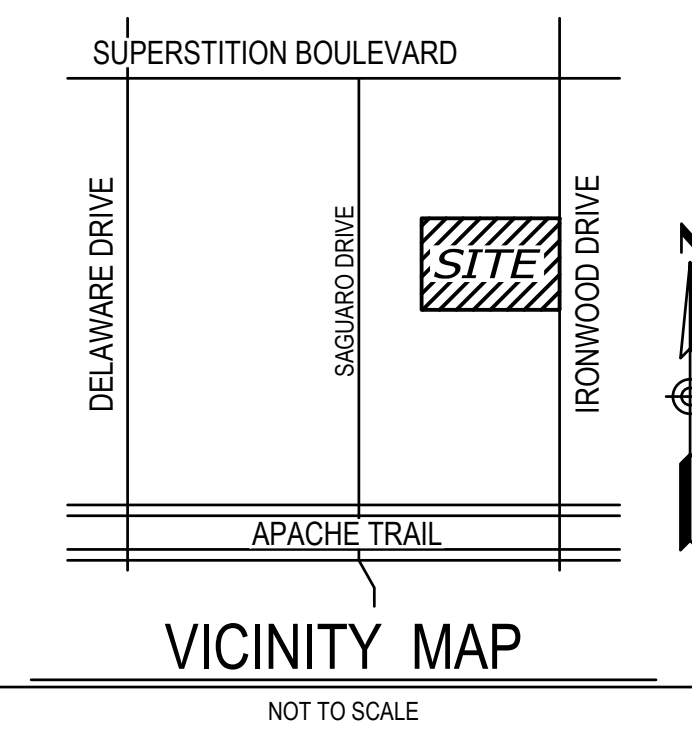 SUPERSTITION BOULEVARD
DELAWARE DRIVE
SAGUARO DRIVE
SITE
IRONWOOD DRIVE
N
APACHE TRAIL
VICINITY MAP
NOT TO SCALE